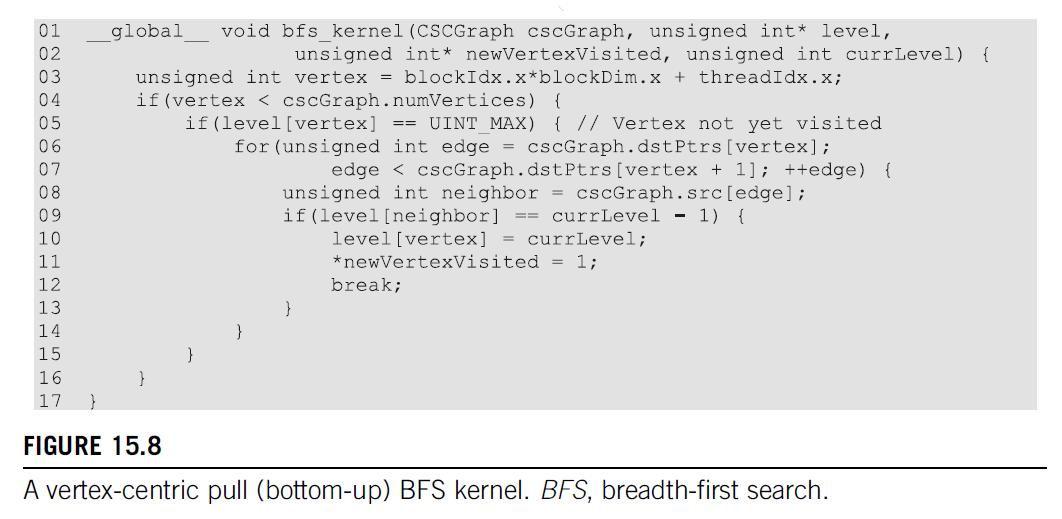 01  __global__ void bfs_kernel(CSCGraph cscGraph, unsigned int* level,
02                  unsigned int* newVertexVisited, unsigned int currLevel) {
03      unsigned int vertex = blockIdx.x*blockDim.x + threadIdx.x;
04      if(vertex < cscGraph.numVertices) {
05          if(level[vertex] == UINT_MAX) { // Vertex not yet visited
06              for(unsigned int edge = cscGraph.dstPtrs[vertex];
07                      edge < cscGraph.dstPtrs[vertex + 1]; ++edge) {
08                  unsigned int neighbor = cscGraph.src[edge];
09                  if(level[neighbor] == currLevel - 1) {
10                      level[vertex] = currLevel;
11                      *newVertexVisited = 1;
12                      break;
13                  }
14              }
15          }
16      }
17  }
FIGURE 15.8
A vertex-centric pull (bottom-up) BFS kernel. BFS, breadth-first search.